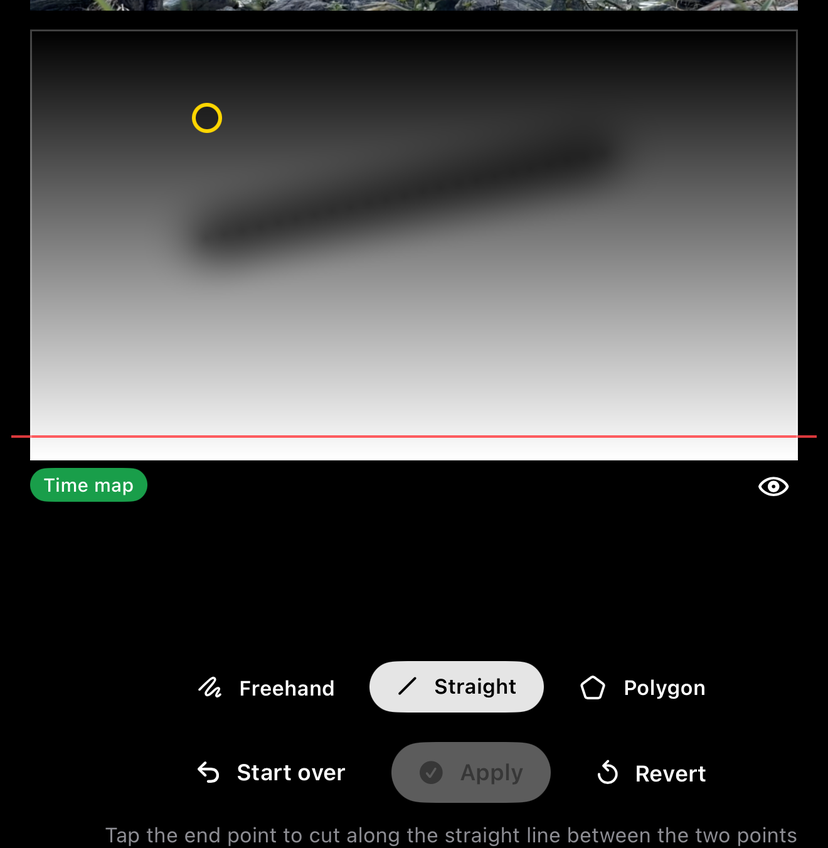 Time map
Freehand
Straight
Polygon
Start over
Apply
Revert
Tap the end point to cut along the straight line between the two points